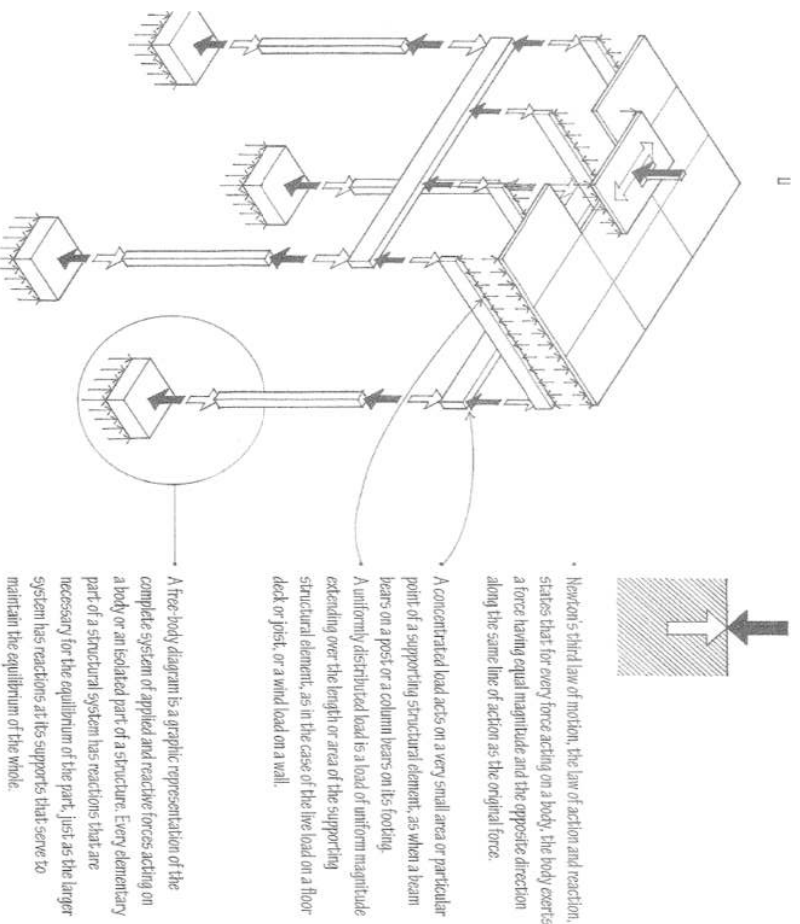 • Newton's third law of motion, the law of action and reaction,
states that for every force acting on a body, the body exerts
a force having equal magnitude and the opposite direction
along the same line of action as the original force.
• A concentrated load acts on a very small area or particular
point of a supporting structural element, as when a beam
bears on a post or a column bears on its footing.
• A uniformly distributed load is a load of uniform magnitude
extending over the length or area of the supporting
structural element, as in the case of the live load on a floor
deck or joist, or a wind load on a wall.
• A free-body diagram is a graphic representation of the
complete system of applied and reactive forces acting on
a body or an isolated part of a structure. Every elementary
part of a structural system has reactions that are
necessary for the equilibrium of the part, just as the larger
system has reactions at its supports that serve to
maintain the equilibrium of the whole.